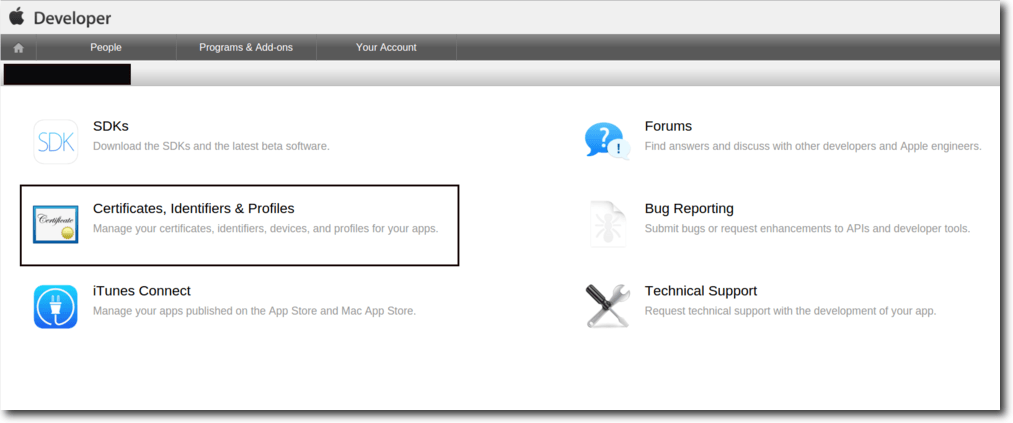 Developer
People
Programs & Add-ons
Your Account
SDK
SDKs
Download the SDKs and the latest beta software.
Forums
Find answers and discuss with other developers and Apple engineers.
Certificate
Certificates, Identifiers & Profiles
Manage your certificates, identifiers, devices, and profiles for your apps.
Bug Reporting
Submit bugs or request enhancements to APIs and developer tools.
iTunes Connect
Manage your apps published on the App Store and Mac App Store.
Technical Support
Request technical support with the development of your app.